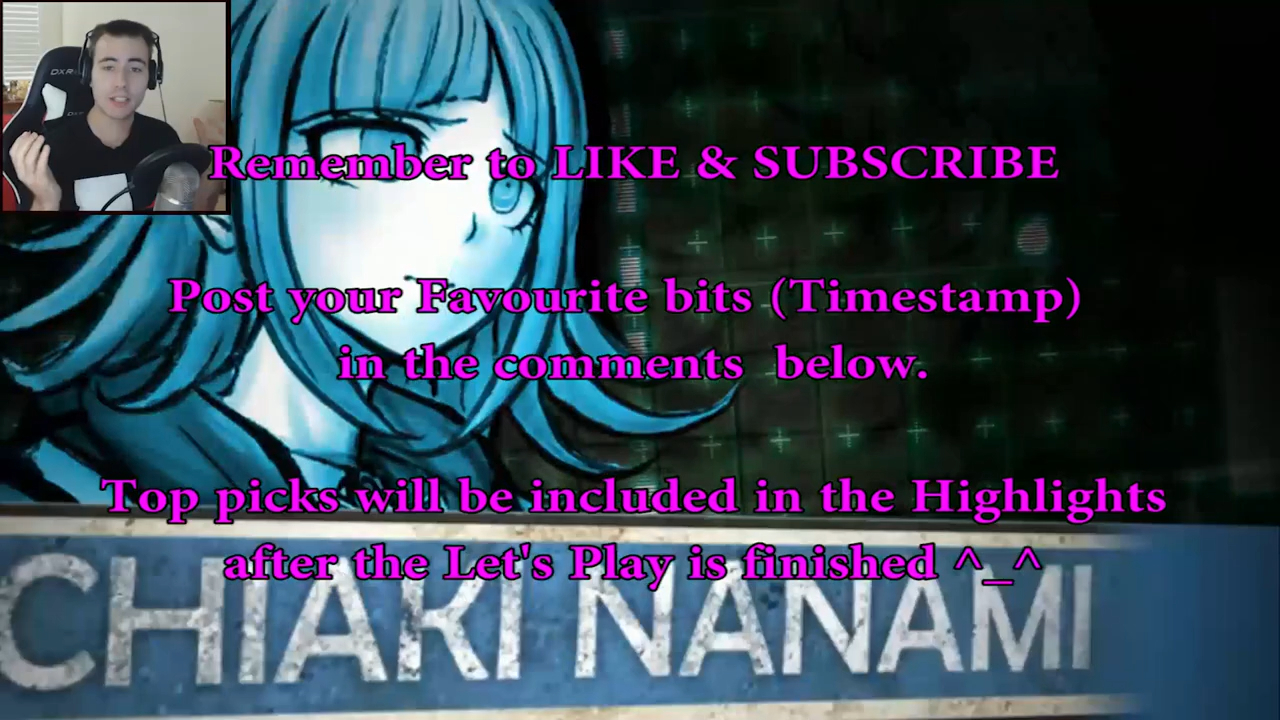 DXR
Remember to LIKE & SUBSCRIBE
Post your Favourite bits (Timestamp)
in the comments below.
Top picks will be included in the Highlights
after the Let's Play is finished ^_^
CHIAKI NANAMI